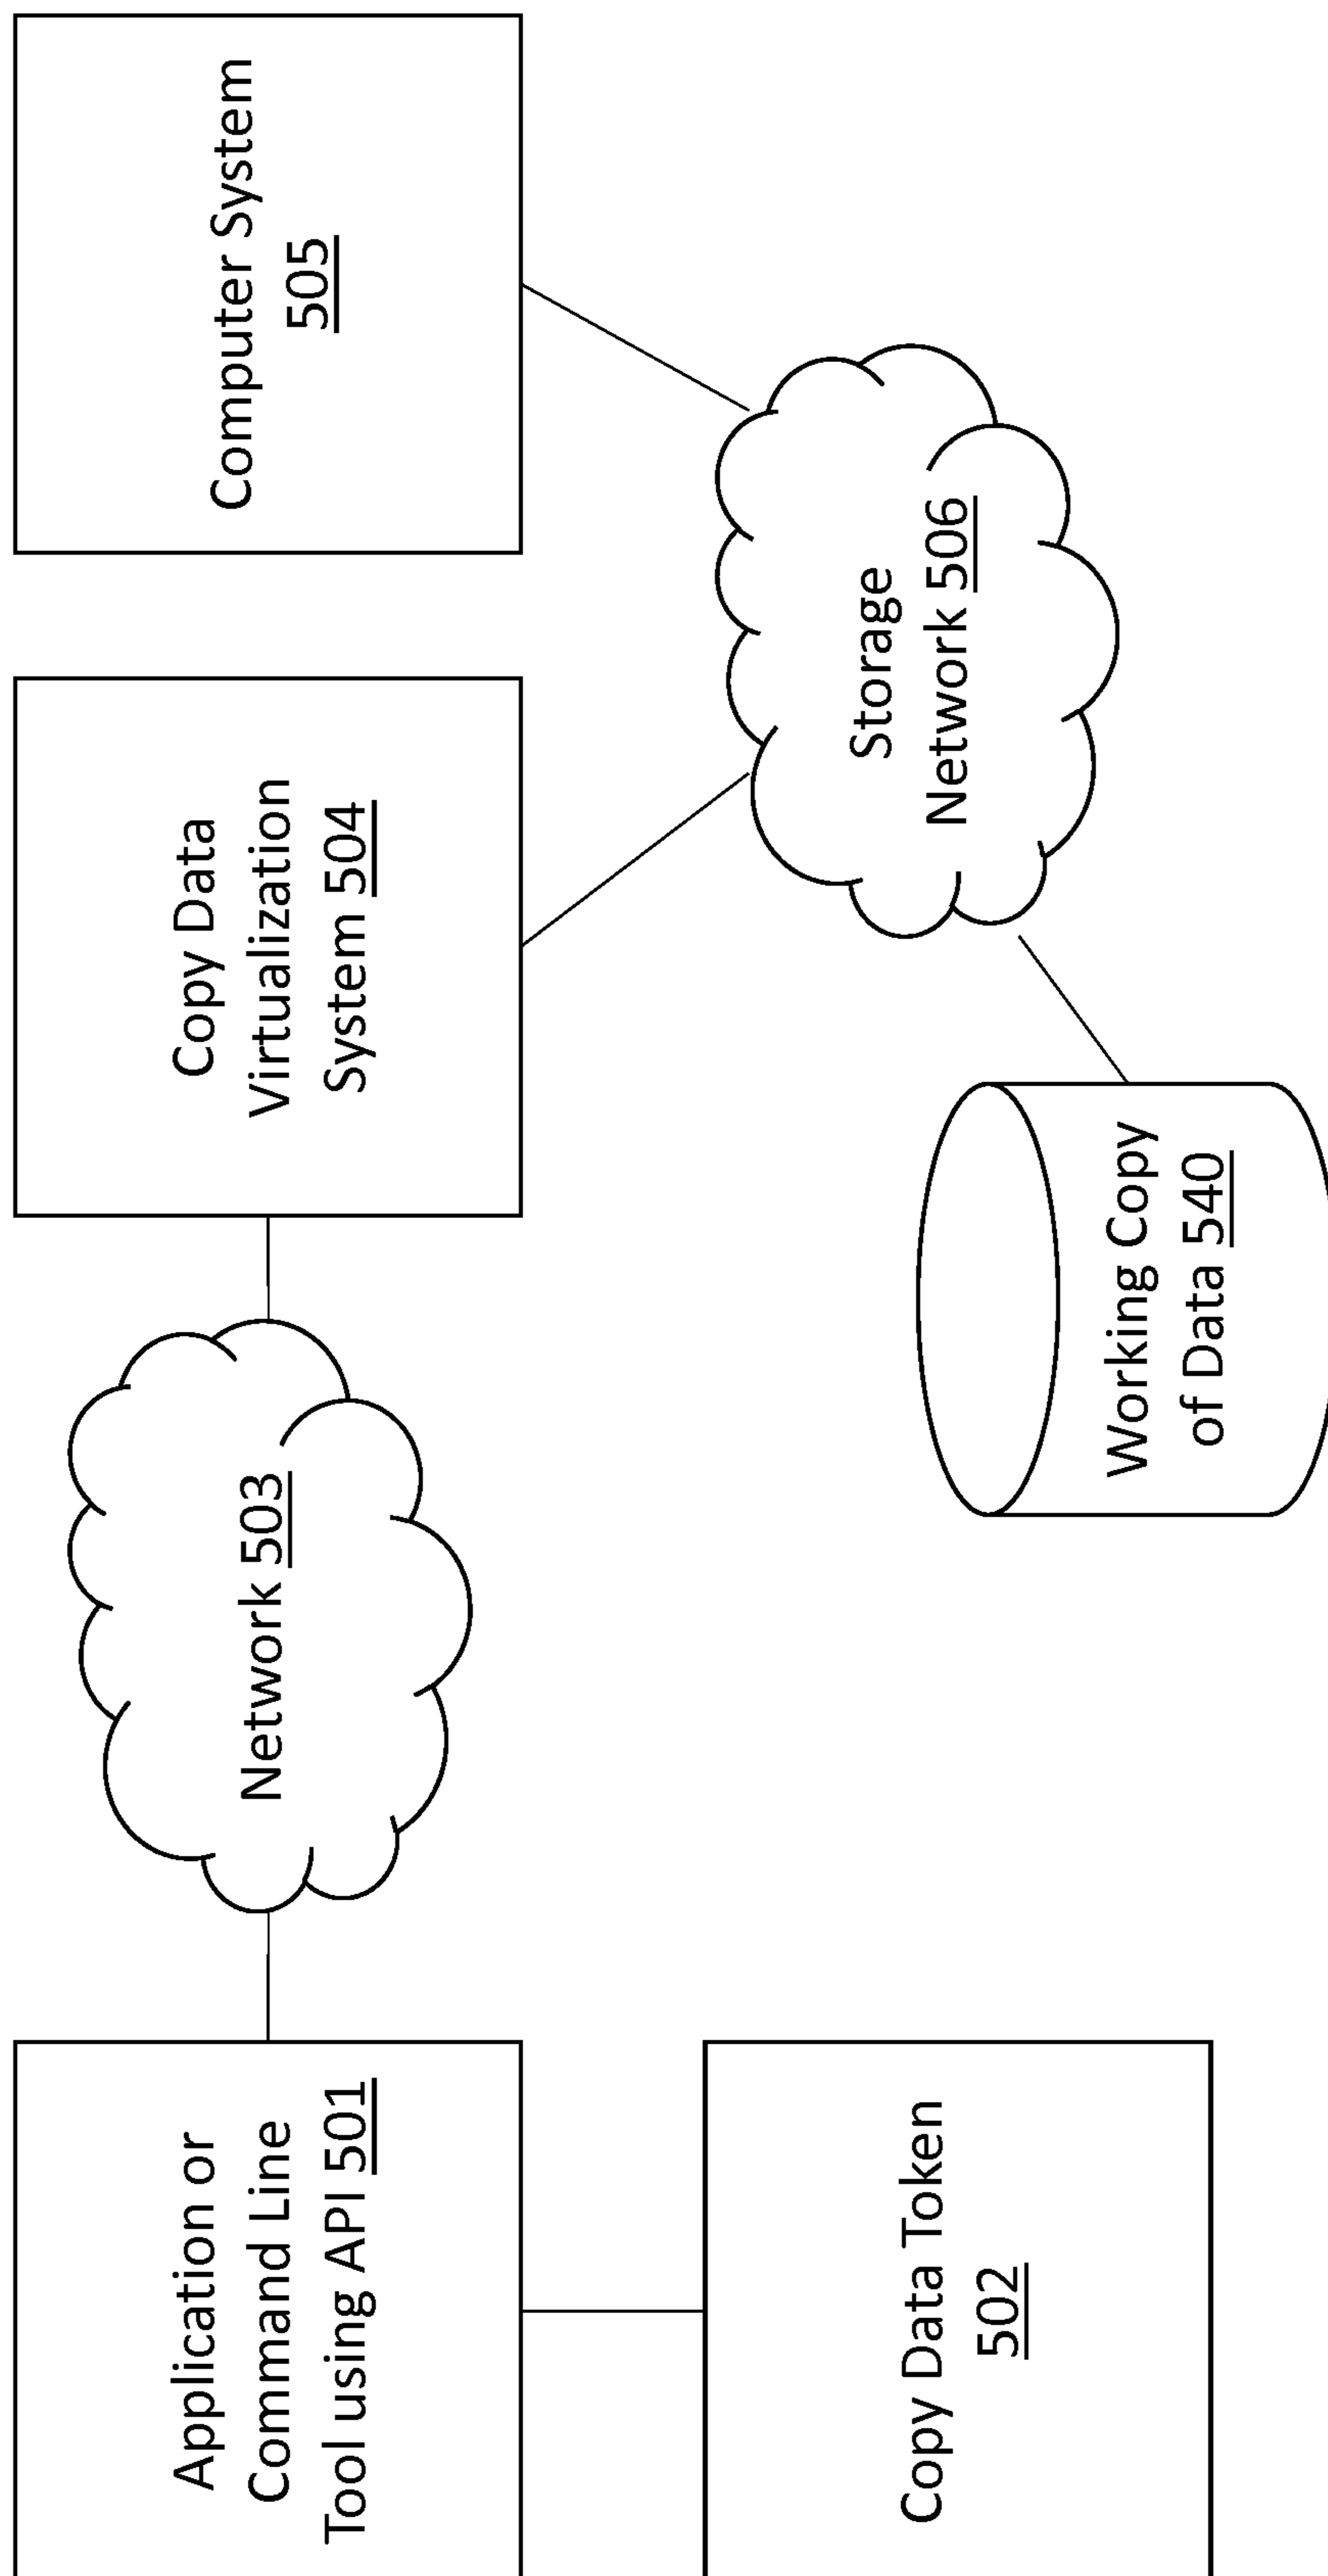 Application or
Command Line
Tool using API 501
Network 503
Copy Data
Virtualization
System 504
Computer System
505
Copy Data Token
502
Working Copy
of Data 540
Storage
Network 506